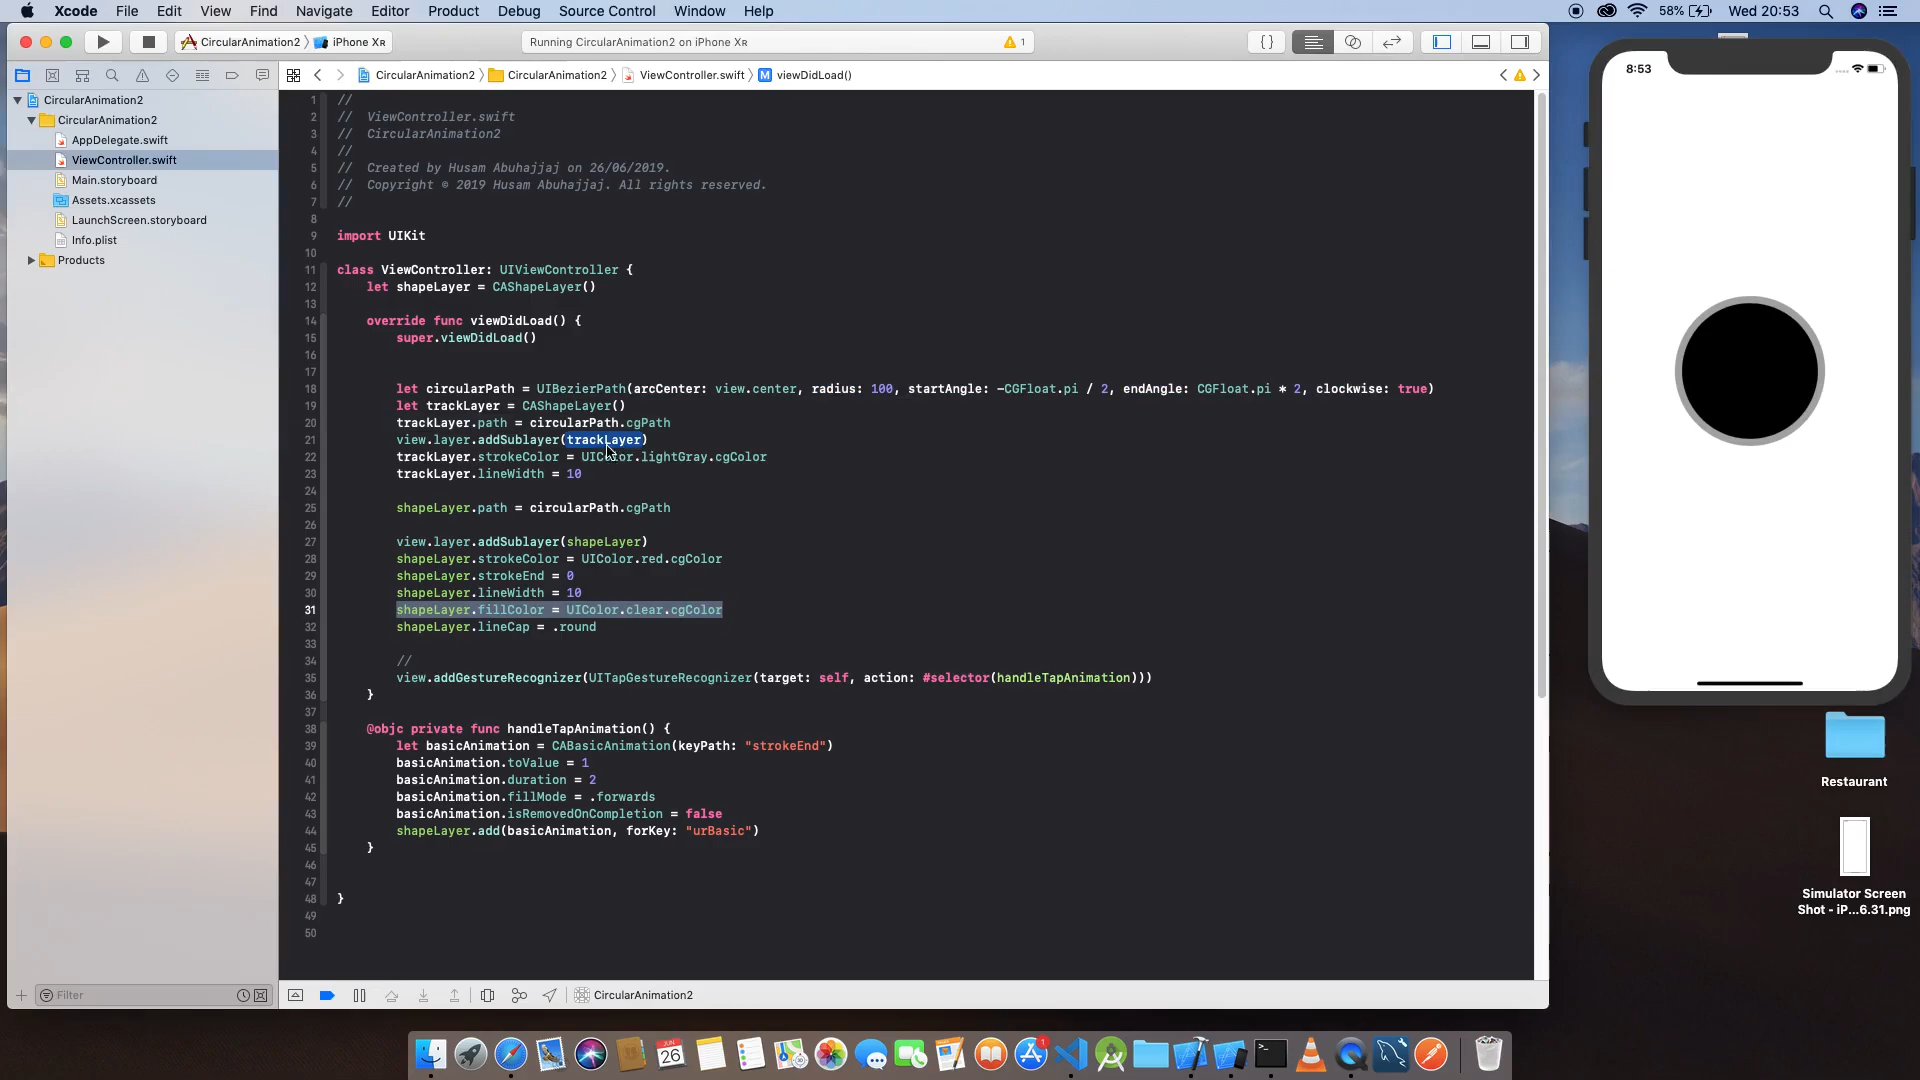 Xcode File Edit View Find Navigate Editor Product Debug Source Control Window Help 58% Wed 20:53
CircularAnimation2 iPhone XR Running CircularAnimation2 on iPhone XR 1
CircularAnimation2 CircularAnimation2 ViewController.swift M viewDidLoad()
CircularAnimation2
CircularAnimation2
AppDelegate.swift
ViewController.swift
Main.storyboard
Assets.xcassets
LaunchScreen.storyboard
Info.plist
Products
Filter
1 //
2 // ViewController.swift
3 // CircularAnimation2
4 //
5 // Created by Husam Abuhajjaj on 26/06/2019.
6 // Copyright © 2019 Husam Abuhajjaj. All rights reserved.
7 //
8
9 import UIKit
10
11 class ViewController: UIViewController {
12 let shapeLayer = CAShapeLayer()
13
14 override func viewDidLoad() {
15 super.viewDidLoad()
16
17
18 let circularPath = UIBezierPath(arcCenter: view.center, radius: 100, startAngle: -CGFloat.pi / 2, endAngle: CGFloat.pi * 2, clockwise: true)
19 let trackLayer = CAShapeLayer()
20 trackLayer.path = circularPath.cgPath
21 view.layer.addSublayer(trackLayer)
22 trackLayer.strokeColor = UIColor.lightGray.cgColor
23 trackLayer.lineWidth = 10
24
25 shapeLayer.path = circularPath.cgPath
26
27 view.layer.addSublayer(shapeLayer)
28 shapeLayer.strokeColor = UIColor.red.cgColor
29 shapeLayer.strokeEnd = 0
30 shapeLayer.lineWidth = 10
31 shapeLayer.fillColor = UIColor.clear.cgColor
32 shapeLayer.lineCap = .round
33
34 //
35 view.addGestureRecognizer(UITapGestureRecognizer(target: self, action: #selector(handleTapAnimation)))
36 }
37
38 @objc private func handleTapAnimation() {
39 let basicAnimation = CABasicAnimation(keyPath: "strokeEnd")
40 basicAnimation.toValue = 1
41 basicAnimation.duration = 2
42 basicAnimation.fillMode = .forwards
43 basicAnimation.isRemovedOnCompletion = false
44 shapeLayer.add(basicAnimation, forKey: "urBasic")
45 }
46
47
48 }
49
50
CircularAnimation2
8:53
Restaurant
Simulator Screen
Shot - iP...6.31.png
JUN
26
1